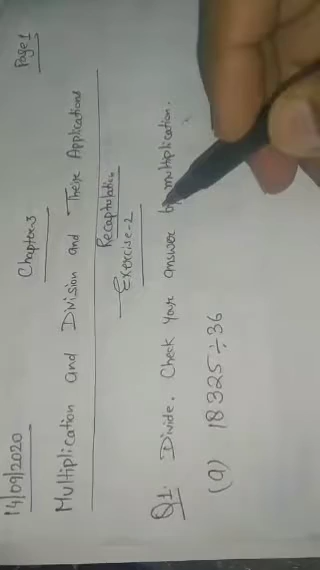 14/09/2020 Chapter-3 Page 1
Multiplication and Division and Their Applications
Recapitulation
Exercise-2
Q1. Divide. Check your answer by multiplication.
(a) 18325÷36